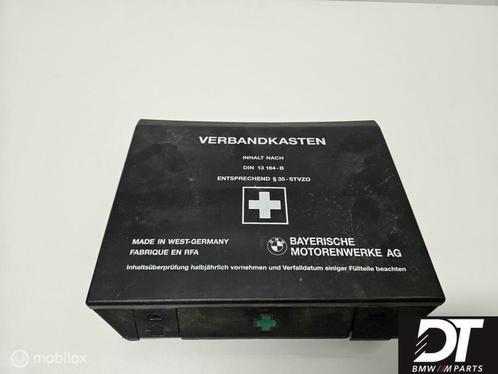 VERBANDKASTEN
INHALT NACH
DIN 13 164-B
ENTSPRECHEND § 35-STVZO
MADE IN WEST-GERMANY
FABRIQUE EN RFA
BAYERISCHE
MOTORENWERKE AG
Inhaltsüberprüfung halbjährlich vornehmen und Verfalldatum einiger Füllteile beachten
mobilox
DT
BMW///M PARTS